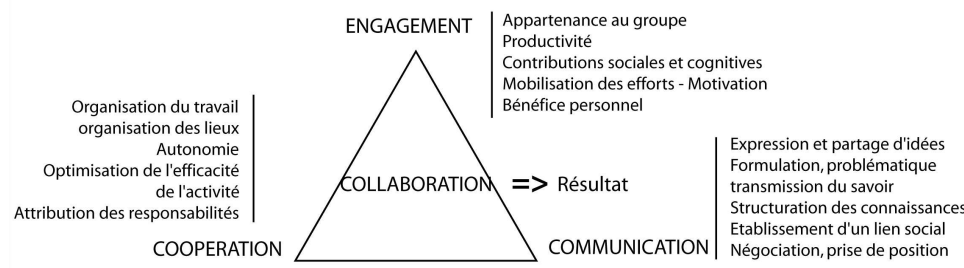 ENGAGEMENT
Appartenance au groupe
Productivité
Contributions sociales et cognitives
Mobilisation des efforts - Motivation
Bénéfice personnel
Organisation du travail
organisation des lieux
Autonomie
Optimisation de l'efficacité
de l'activité
Attribution des responsabilités
COOPERATION
COLLABORATION => Résultat
COMMUNICATION
Expression et partage d'idées
Formulation, problématique
transmission du savoir
Structuration des connaissances
Etablissement d'un lien social
Négociation, prise de position